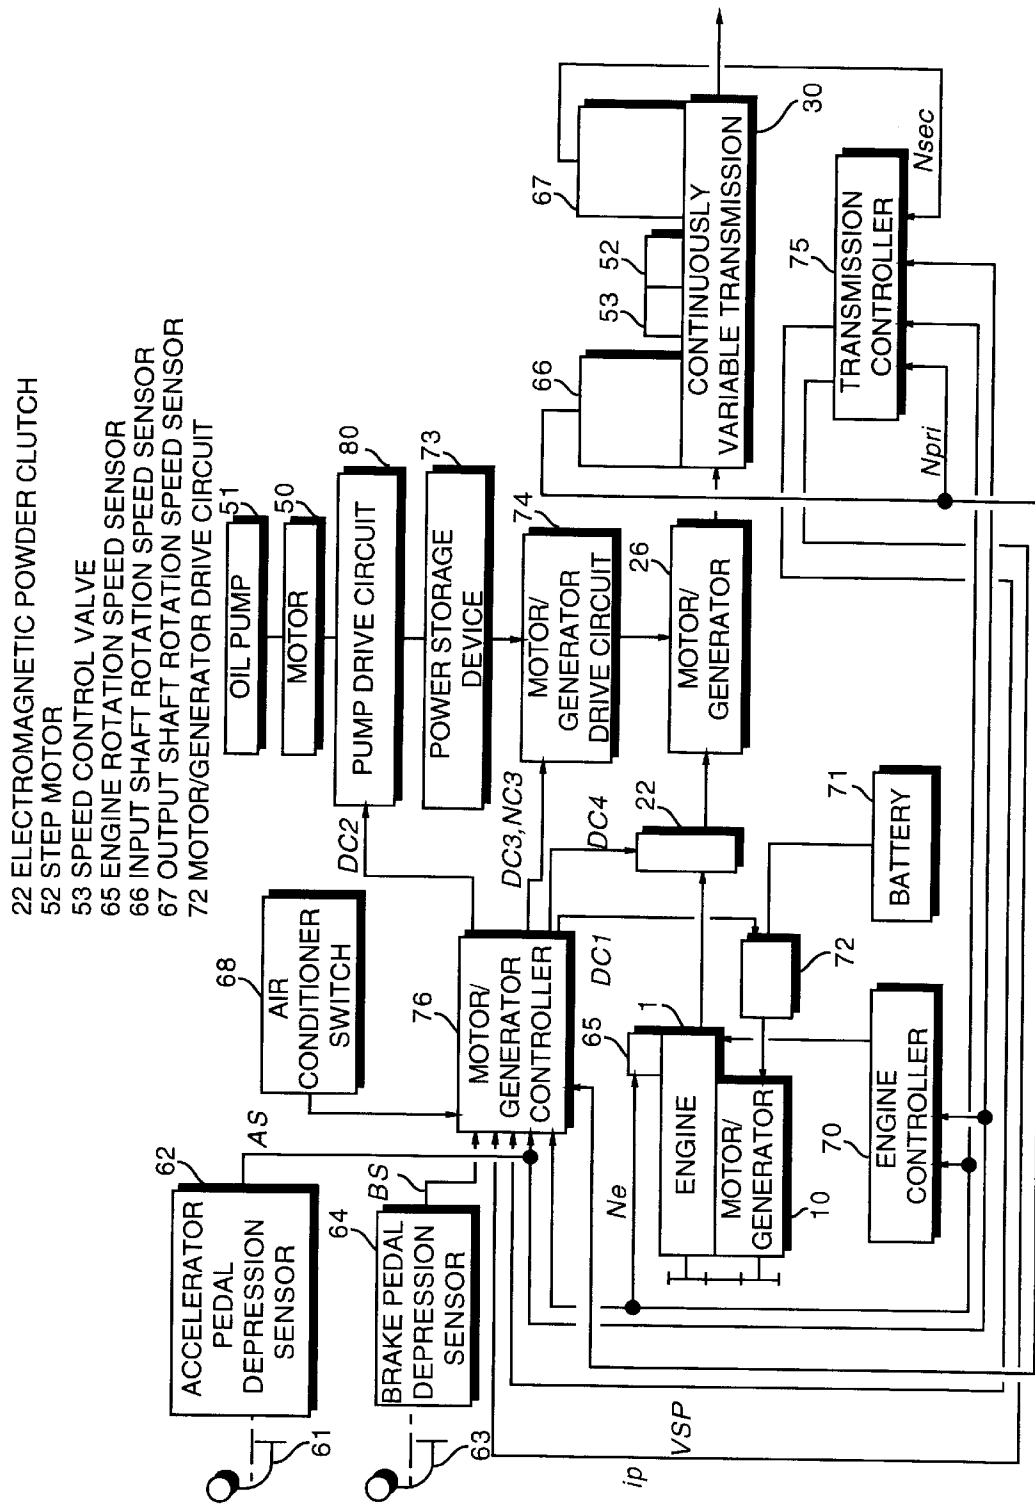 22 ELECTROMAGNETIC POWDER CLUTCH
52 STEP MOTOR
53 SPEED CONTROL VALVE
65 ENGINE ROTATION SPEED SENSOR
66 INPUT SHAFT ROTATION SPEED SENSOR
67 OUTPUT SHAFT ROTATION SPEED SENSOR
72 MOTOR/GENERATOR DRIVE CIRCUIT
61
62
ACCELERATOR
PEDAL
DEPRESSION
SENSOR
AS
63
64
BRAKE PEDAL
DEPRESSION
SENSOR
BS
68
AIR
CONDITIONER
SWITCH
76
MOTOR/
GENERATOR
CONTROLLER
DC2
DC3,NC3
DC4
DC1
OIL PUMP
51
MOTOR
50
PUMP DRIVE CIRCUIT
80
POWER STORAGE
DEVICE
73
MOTOR/
GENERATOR
DRIVE CIRCUIT
74
MOTOR/
GENERATOR
26
22
66
53
52
67
CONTINUOUSLY
VARIABLE TRANSMISSION
30
Ne
65
1
ENGINE
MOTOR/
GENERATOR
10
72
71
BATTERY
70
ENGINE
CONTROLLER
75
TRANSMISSION
CONTROLLER
Npri
Nsec
ip
VSP